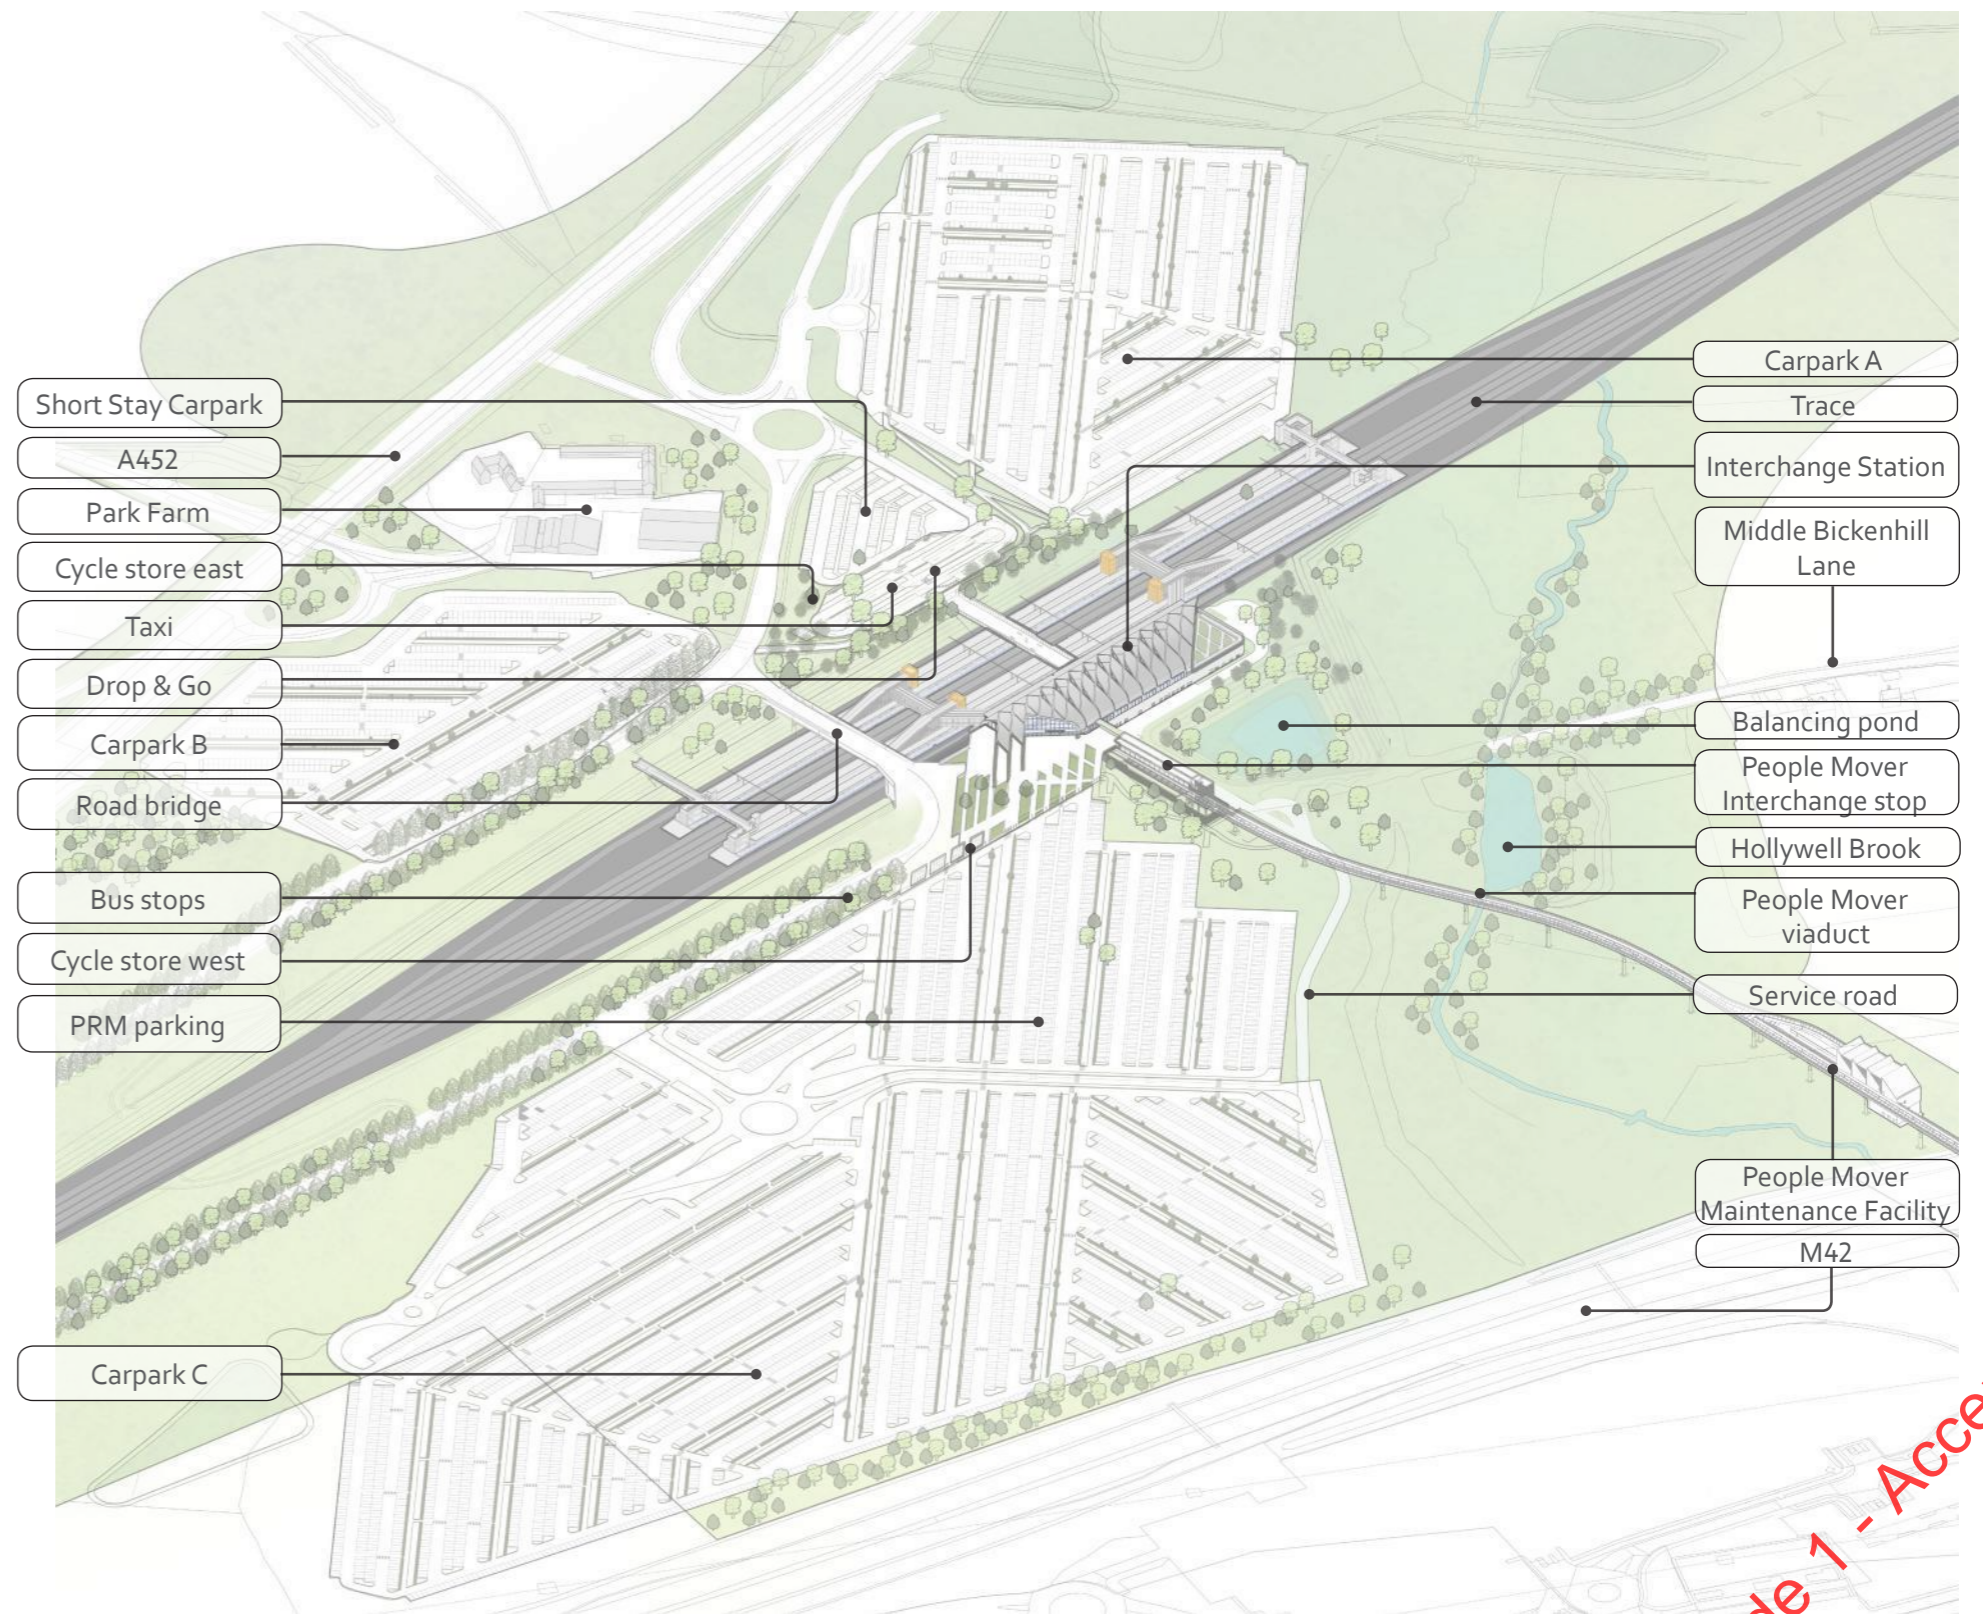 Short Stay Carpark
A452
Park Farm
Cycle store east
Taxi
Drop & Go
Carpark B
Road bridge
Bus stops
Cycle store west
PRM parking
Carpark C
Carpark A
Trace
Interchange Station
Middle Bickenhill
Lane
Balancing pond
People Mover
Interchange stop
Hollywell Brook
People Mover
viaduct
Service road
People Mover
Maintenance Facility
M42
1 -